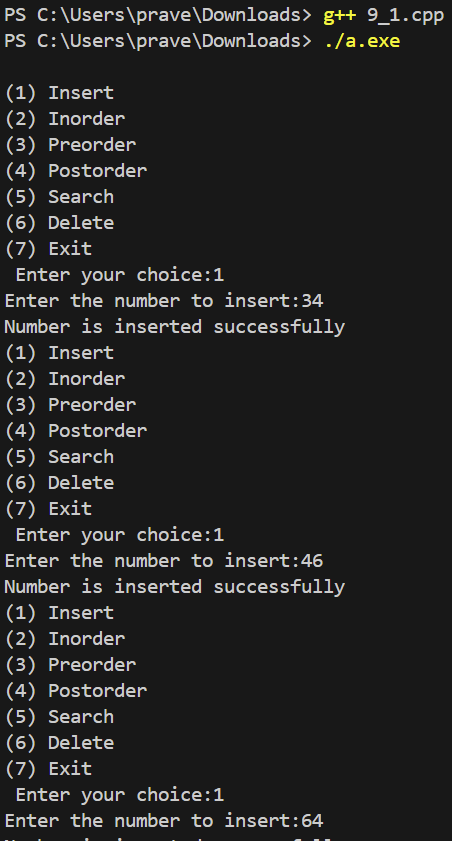 PS C:\Users\prave\Downloads> g++ 9_1.cpp
PS C:\Users\prave\Downloads> ./a.exe
(1) Insert
(2) Inorder
(3) Preorder
(4) Postorder
(5) Search
(6) Delete
(7) Exit
 Enter your choice:1
Enter the number to insert:34
Number is inserted successfully
(1) Insert
(2) Inorder
(3) Preorder
(4) Postorder
(5) Search
(6) Delete
(7) Exit
 Enter your choice:1
Enter the number to insert:46
Number is inserted successfully
(1) Insert
(2) Inorder
(3) Preorder
(4) Postorder
(5) Search
(6) Delete
(7) Exit
 Enter your choice:1
Enter the number to insert:64